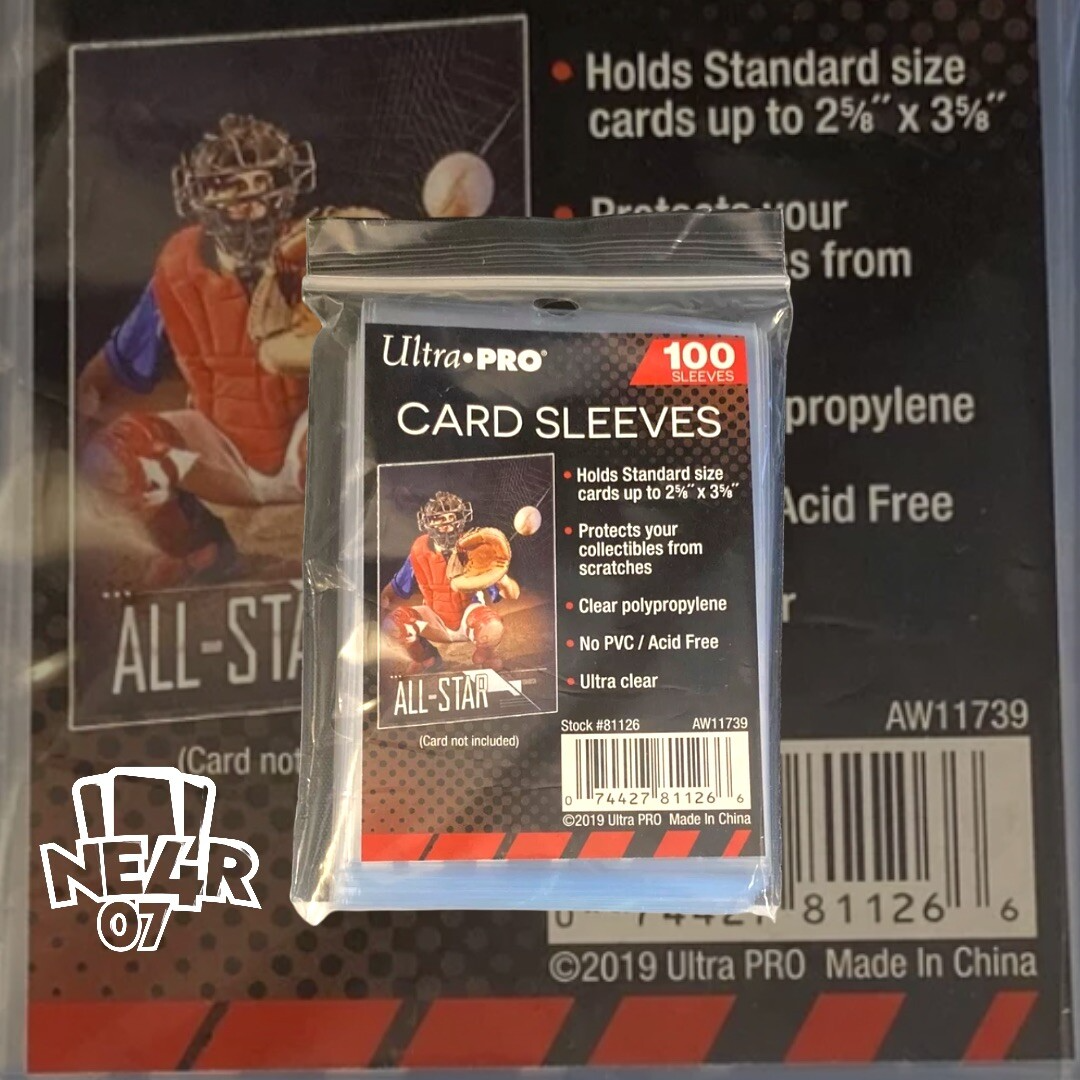 Holds Standard size
cards up to 2⅝″ x 3⅝″
your
from
propylene
Acid Free
ALL-STA
(Card not
AW11739
81126 6
©2019 Ultra PRO Made In China
Ultra•PRO®
100
SLEEVES
CARD SLEEVES
• Holds Standard size
cards up to 2⅝″ x 3⅝″
• Protects your
collectibles from
scratches
• Clear polypropylene
• No PVC / Acid Free
• Ultra clear
ALL-STAR
(Card not included)
Stock #81126 AW11739
0 74427 81126 6
©2019 Ultra PRO Made In China
NE4R
07